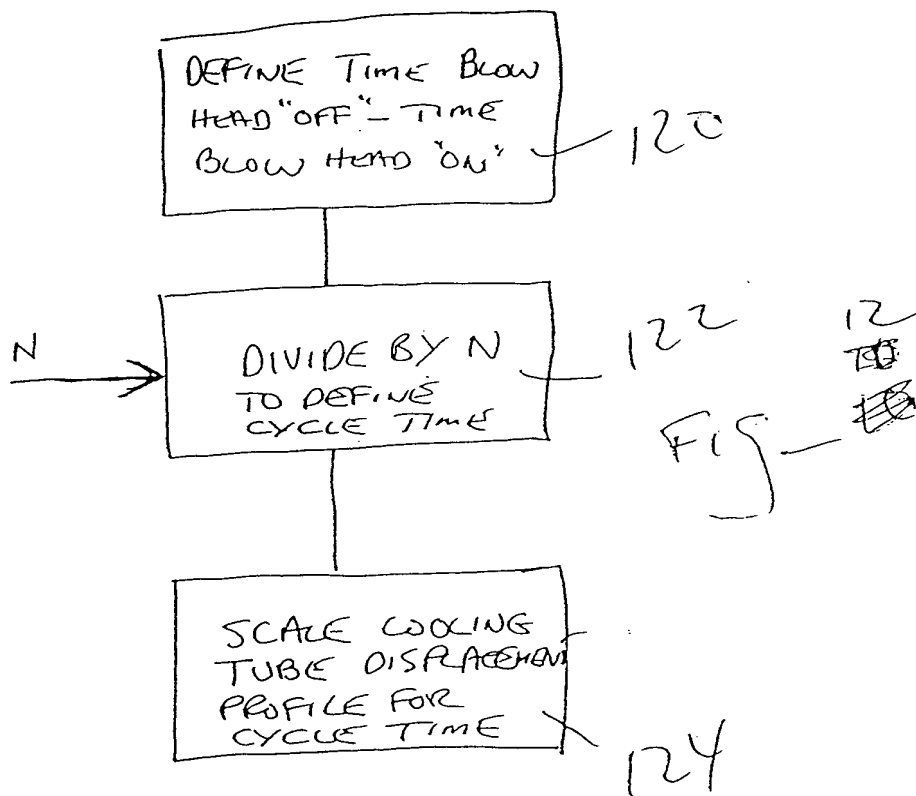 DEFINE TIME BLOW
HEAD "OFF" - TIME
BLOW HEAD "ON"
120
N
DIVIDE BY N
TO DEFINE
CYCLE TIME
122
Fig_ 12
SCALE COOLING
TUBE DISPLACEMENT
PROFILE FOR
CYCLE TIME
124